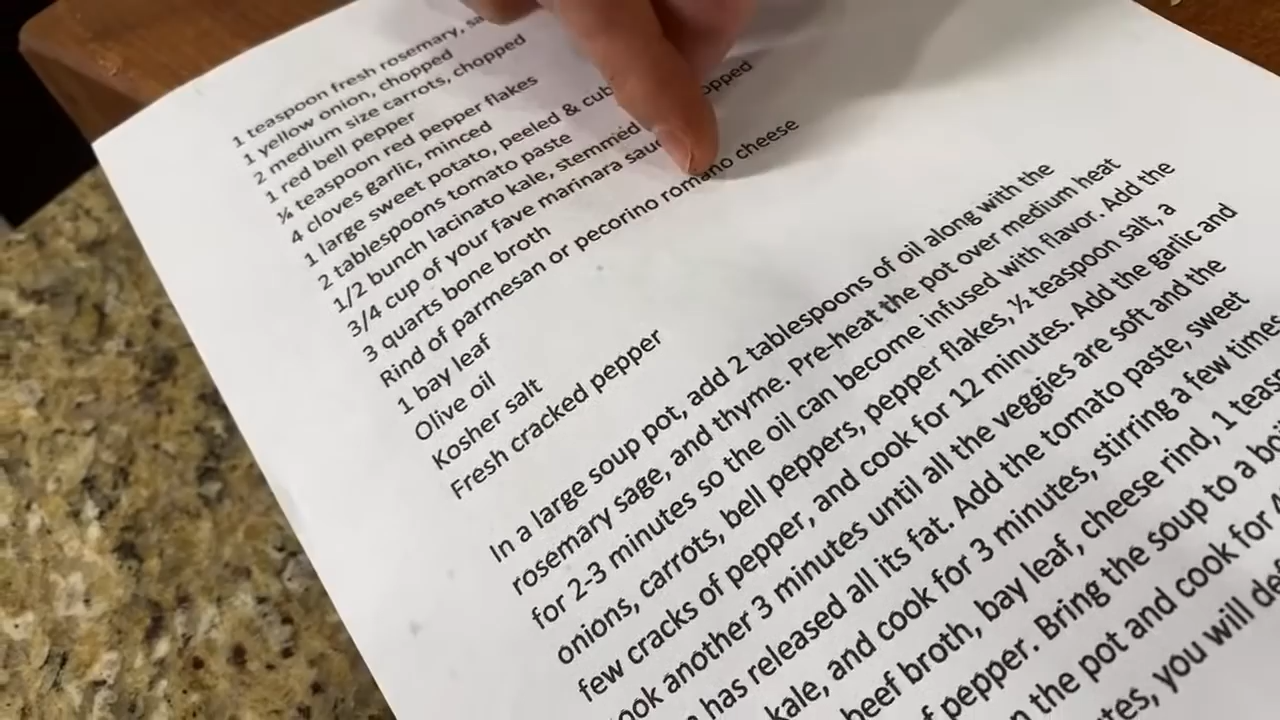 1 teaspoon fresh rosemary,
1 yellow onion, chopped
2 medium size carrots, chopped
1 red bell pepper
¼ teaspoon red pepper flakes
4 cloves garlic, minced
1 large sweet potato, peeled & cub
2 tablespoons tomato paste
1/2 bunch lacinato kale, stemmed opped
3/4 cup of your fave marinara sauc
3 quarts bone broth
Rind of parmesan or pecorino romano cheese
1 bay leaf
Olive oil
Kosher salt
Fresh cracked pepper
In a large soup pot, add 2 tablespoons of oil along with the
rosemary sage, and thyme. Pre-heat the pot over medium heat
for 2-3 minutes so the oil can become infused with flavor. Add the
onions, carrots, bell peppers, pepper flakes, ½ teaspoon salt, a
few cracks of pepper, and cook for 12 minutes. Add the garlic and
ook another 3 minutes until all the veggies are soft and the
has released all its fat. Add the tomato paste, sweet
kale, and cook for 3 minutes, stirring a few times
beef broth, bay leaf, cheese rind, 1 teasp
f pepper. Bring the soup to a boi
n the pot and cook for
tes, you will